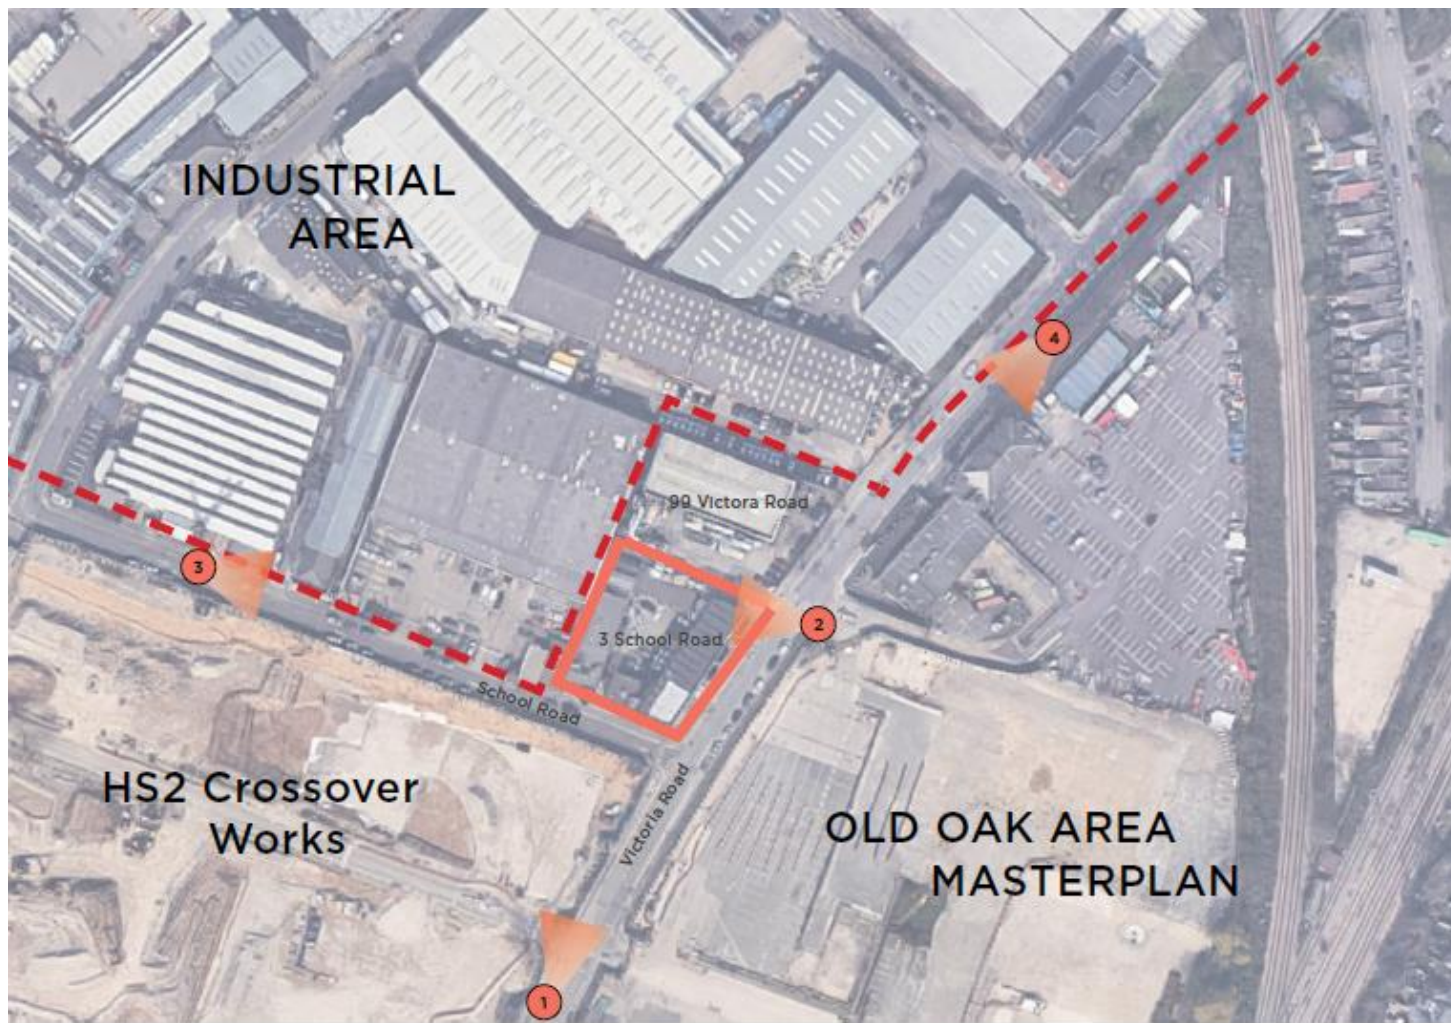 INDUSTRIAL
AREA
4
99 Victora Road
3
2
3 School Road
School Road
HS2 Crossover
Works
Victoria Road
OLD OAK AREA
MASTERPLAN
1